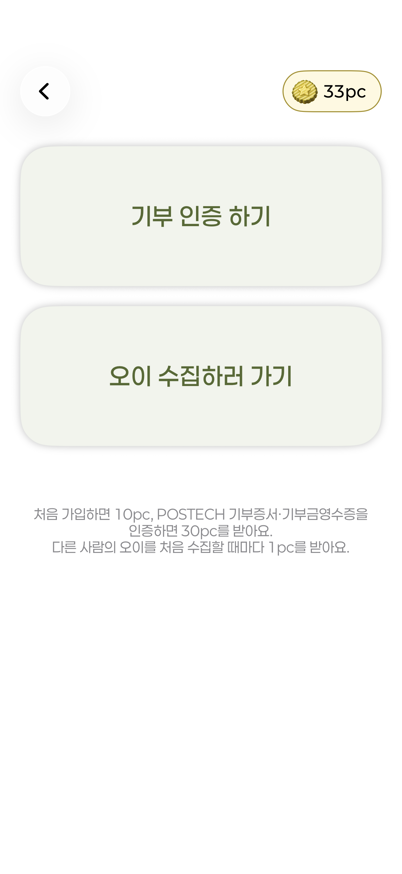 33pc
기부 인증 하기
오이 수집하러 가기
처음 가입하면 10pc, POSTECH 기부증서·기부금영수증을
인증하면 30pc를 받아요.
다른 사람의 오이를 처음 수집할 때마다 1pc를 받아요.